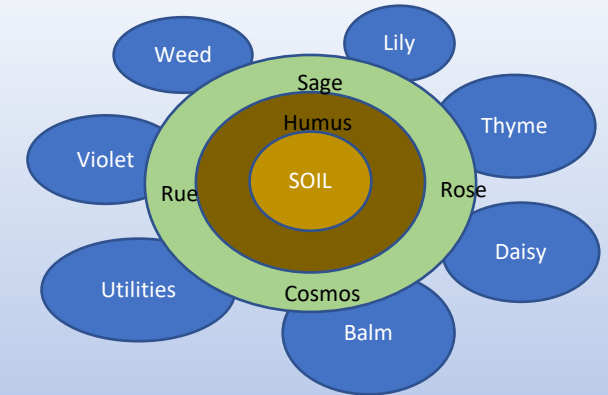 Weed
Lily
Sage
Humus
Thyme
Violet
SOIL
Rue
Rose
Daisy
Utilities
Cosmos
Balm